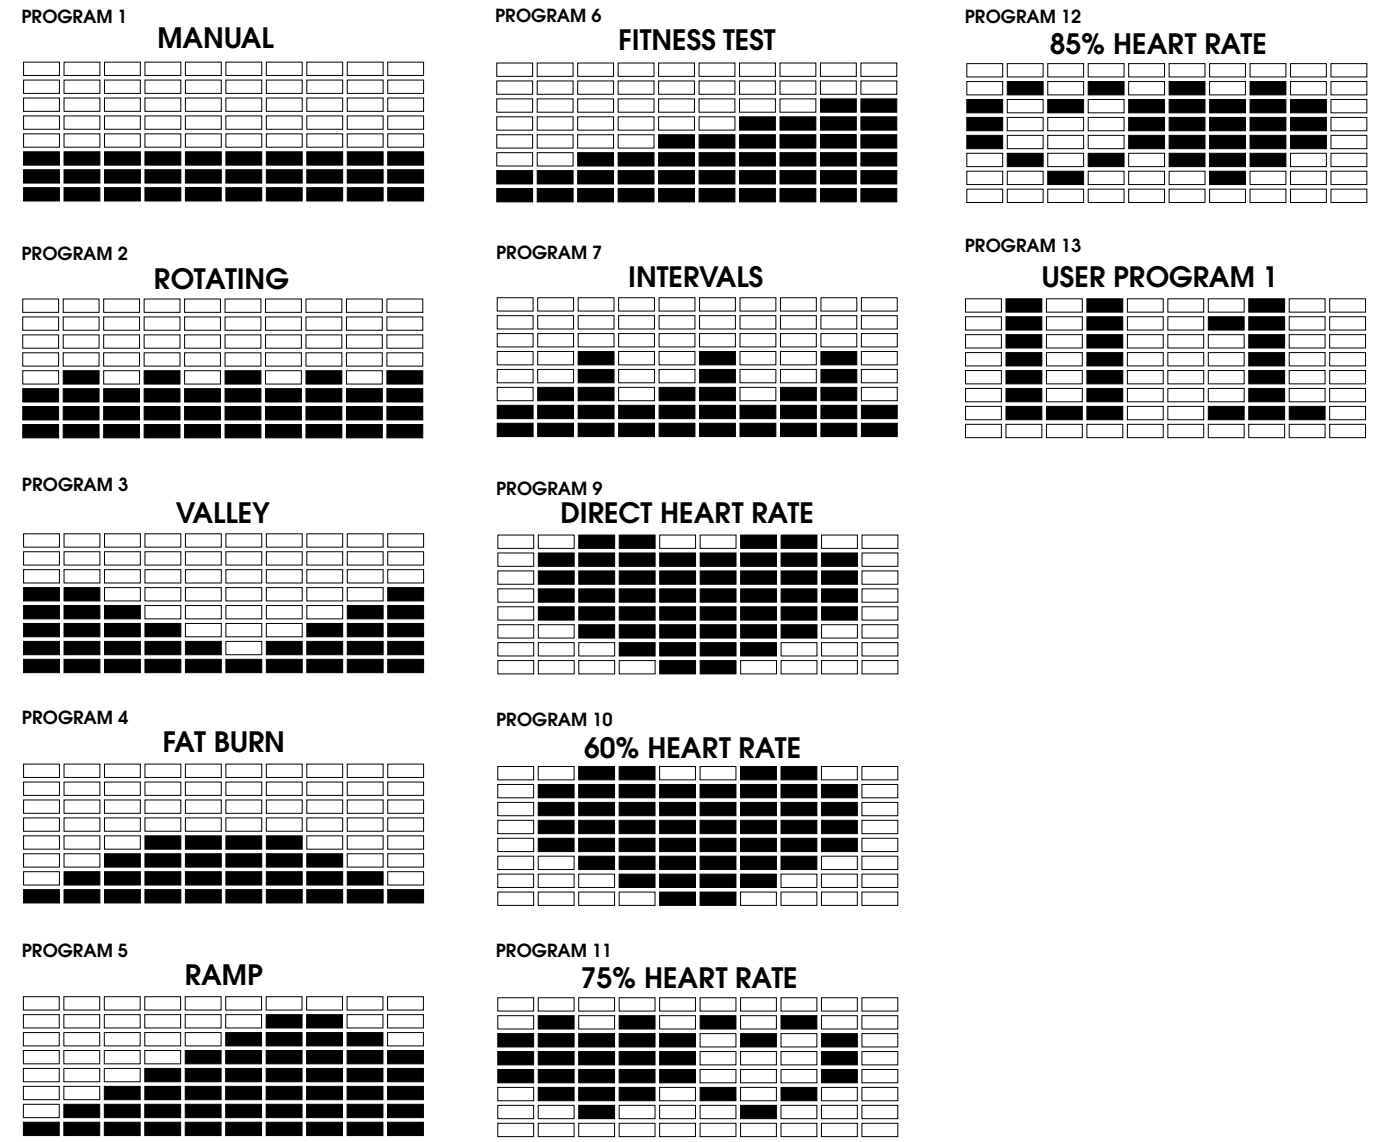 PROGRAM 1
MANUAL
PROGRAM 2
ROTATING
PROGRAM 3
VALLEY
PROGRAM 4
FAT BURN
PROGRAM 5
RAMP
PROGRAM 6
FITNESS TEST
PROGRAM 7
INTERVALS
PROGRAM 9
DIRECT HEART RATE
PROGRAM 10
60% HEART RATE
PROGRAM 11
75% HEART RATE
PROGRAM 12
85% HEART RATE
PROGRAM 13
USER PROGRAM 1